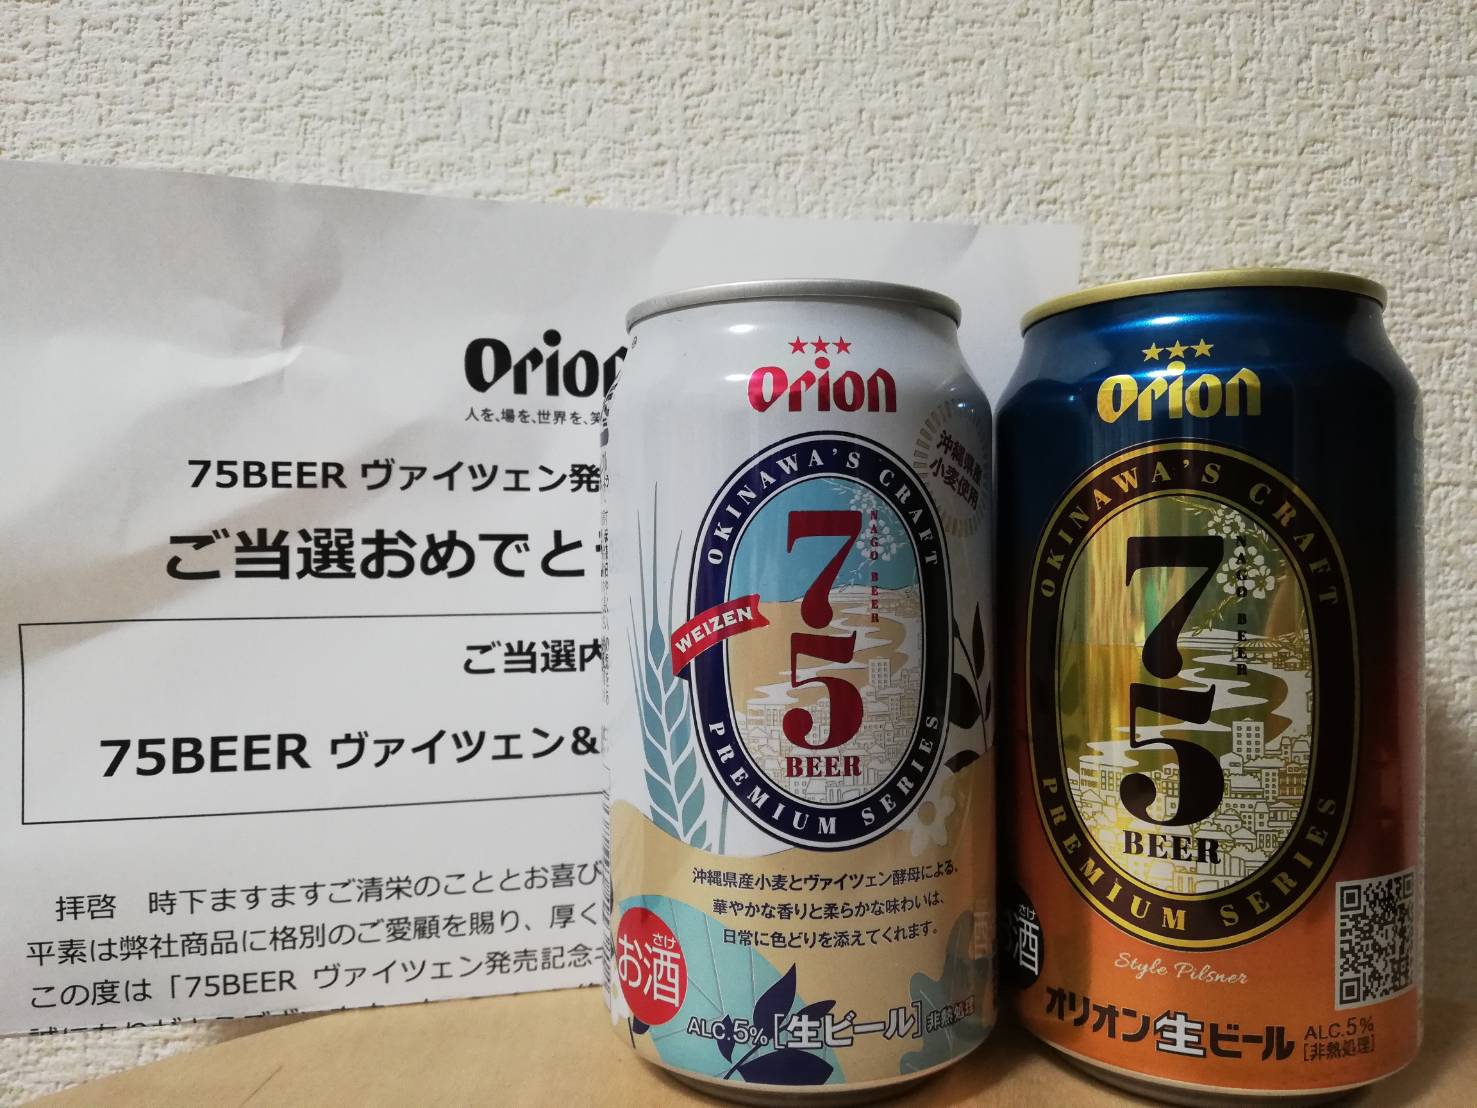 Orion
人を、場を、世界を、笑
75BEER ヴァイツェン発
ご当選おめでと
ご当選内
75BEER ヴァイツェン&
拝啓　時下ますますご清栄のこととお喜び
平素は弊社商品に格別のご愛顧を賜り、厚く
この度は「75BEER ヴァイツェン発売記念キ
Orion
沖縄県産
小麦使用
OKINAWA'S CRAFT
75
NAGO BEER
BEER
WEIZEN
PREMIUM SERIES
沖縄県産小麦とヴァイツェン酵母による、
華やかな香りと柔らかな味わいは、
日常に色どりを添えてくれます。
さけ
お酒
ALC.5% [生ビール] 非熱処理
Orion
OKINAWA'S CRAFT
75
NAGO BEER
BEER
PREMIUM SERIES
Style Pilsner
さけ
お酒
オリオン生ビール
ALC.5%
[非熱処理]